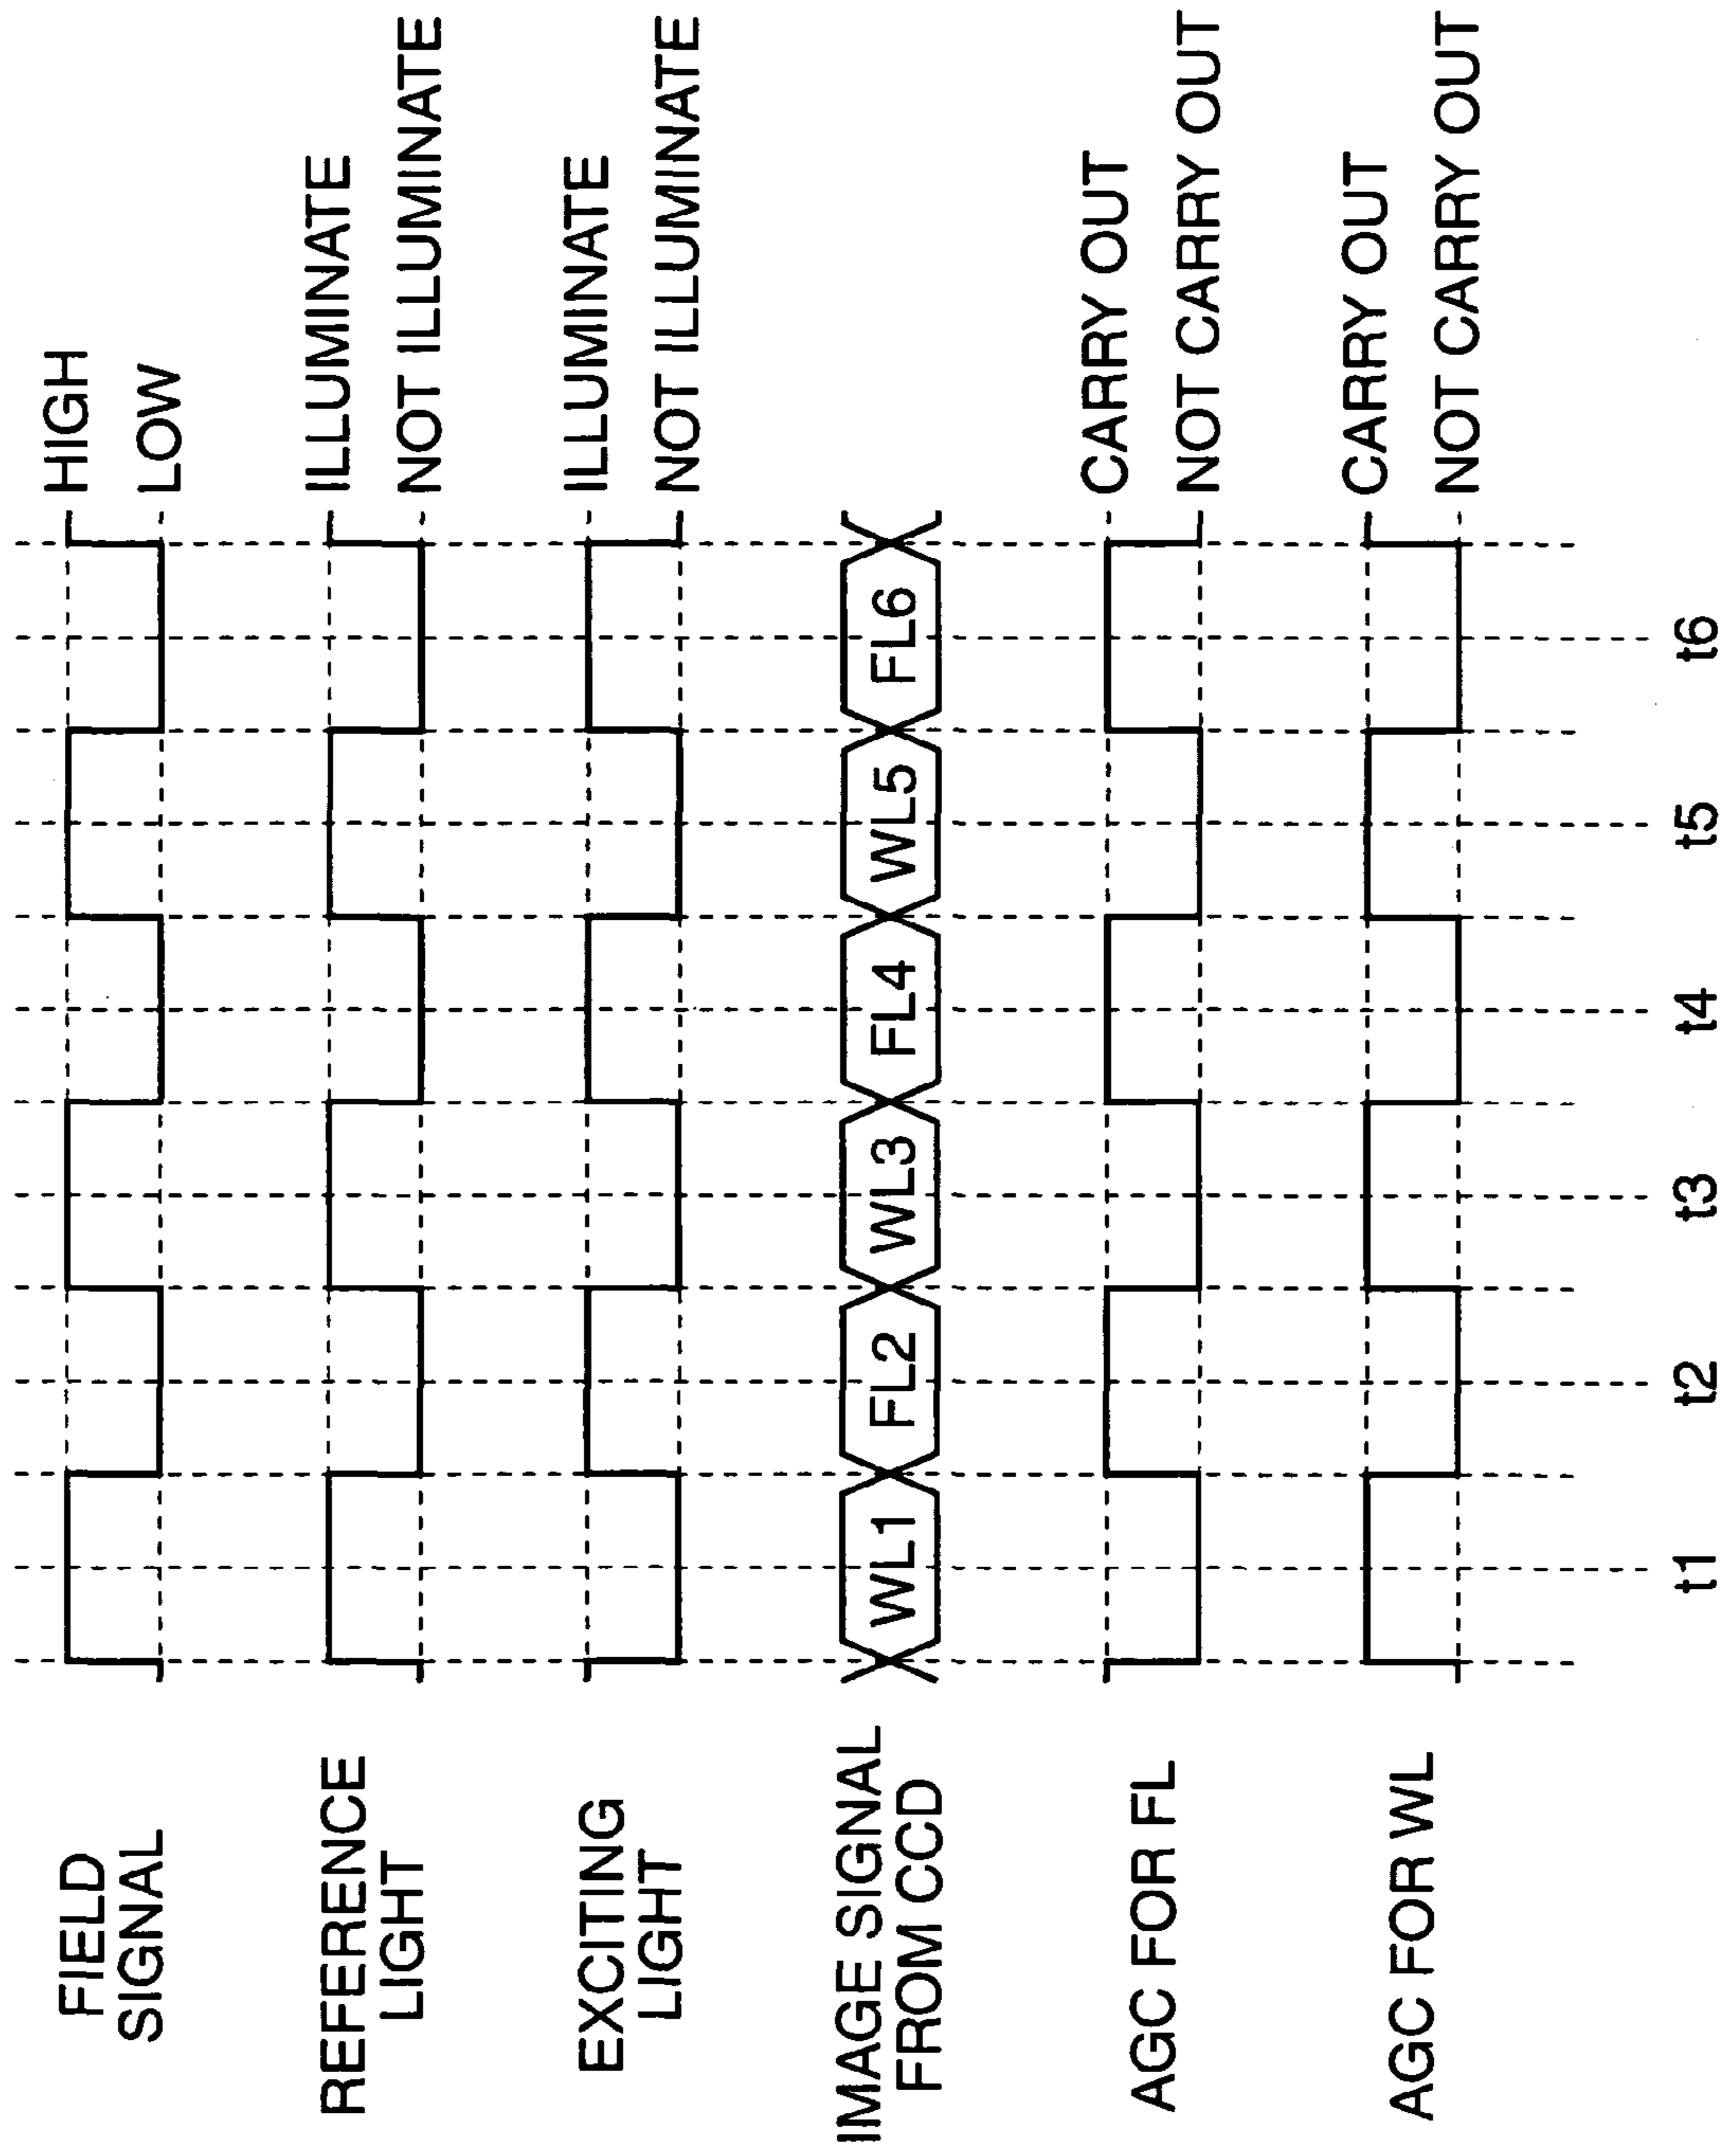 FIELD
SIGNAL
HIGH
LOW
REFERENCE
LIGHT
ILLUMINATE
NOT ILLUMINATE
EXCITING
LIGHT
ILLUMINATE
NOT ILLUMINATE
IMAGE SIGNAL
FROM CCD
WL1 FL2 WL3 FL4 WL5 FL6
AGC FOR FL
CARRY OUT
NOT CARRY OUT
AGC FOR WL
CARRY OUT
NOT CARRY OUT
t1 t2 t3 t4 t5 t6